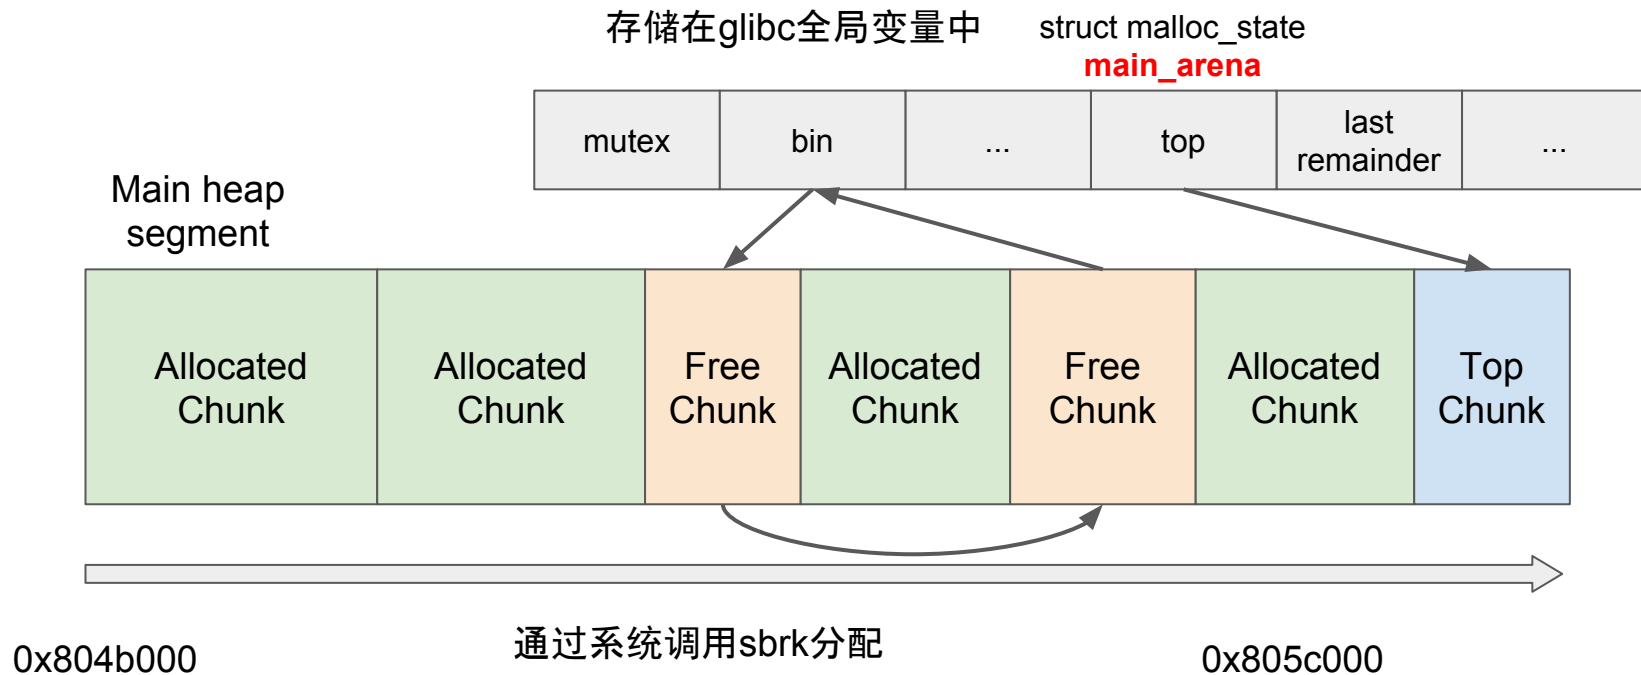 存储在glibc全局变量中
struct malloc_state
main_arena
mutex
bin
...
top
last
remainder
...
Main heap
segment
Allocated
Chunk
Allocated
Chunk
Free
Chunk
Allocated
Chunk
Free
Chunk
Allocated
Chunk
Top
Chunk
通过系统调用sbrk分配
0x804b000
0x805c000